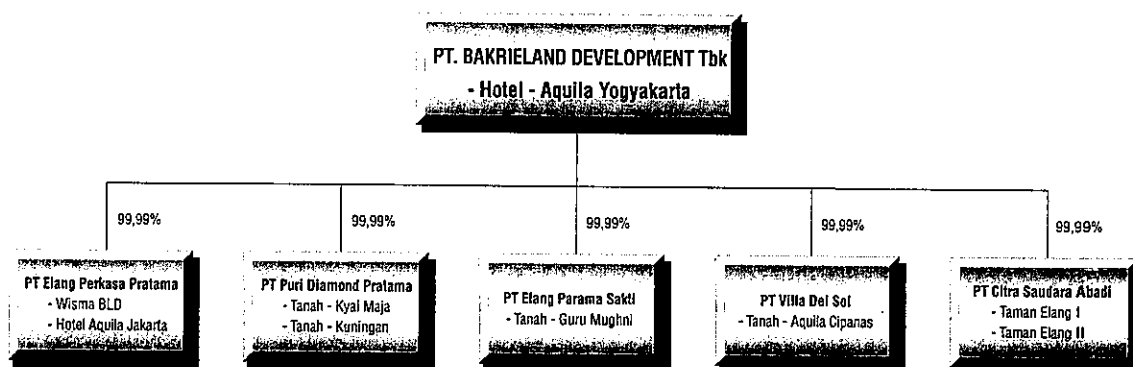 PT. BAKRIELAND DEVELOPMENT Tbk
- Hotel - Aquila Yogyakarta
99,99%
99,99%
99,99%
99,99%
99,99%
PT Elang Perkasa Pratama
- Wisma BLD
- Hotel Aquila Jakarta
PT Puri Diamond Pratama
- Tanah - Kyai Maja
- Tanah - Kuningan
PT Elang Parama Sakti
- Tanah - Guru Mughni
PT Villa Del Sol
- Tanah - Aquila Cipanas
PT Citra Saudara Abadi
- Taman Elang I
- Taman Elang II